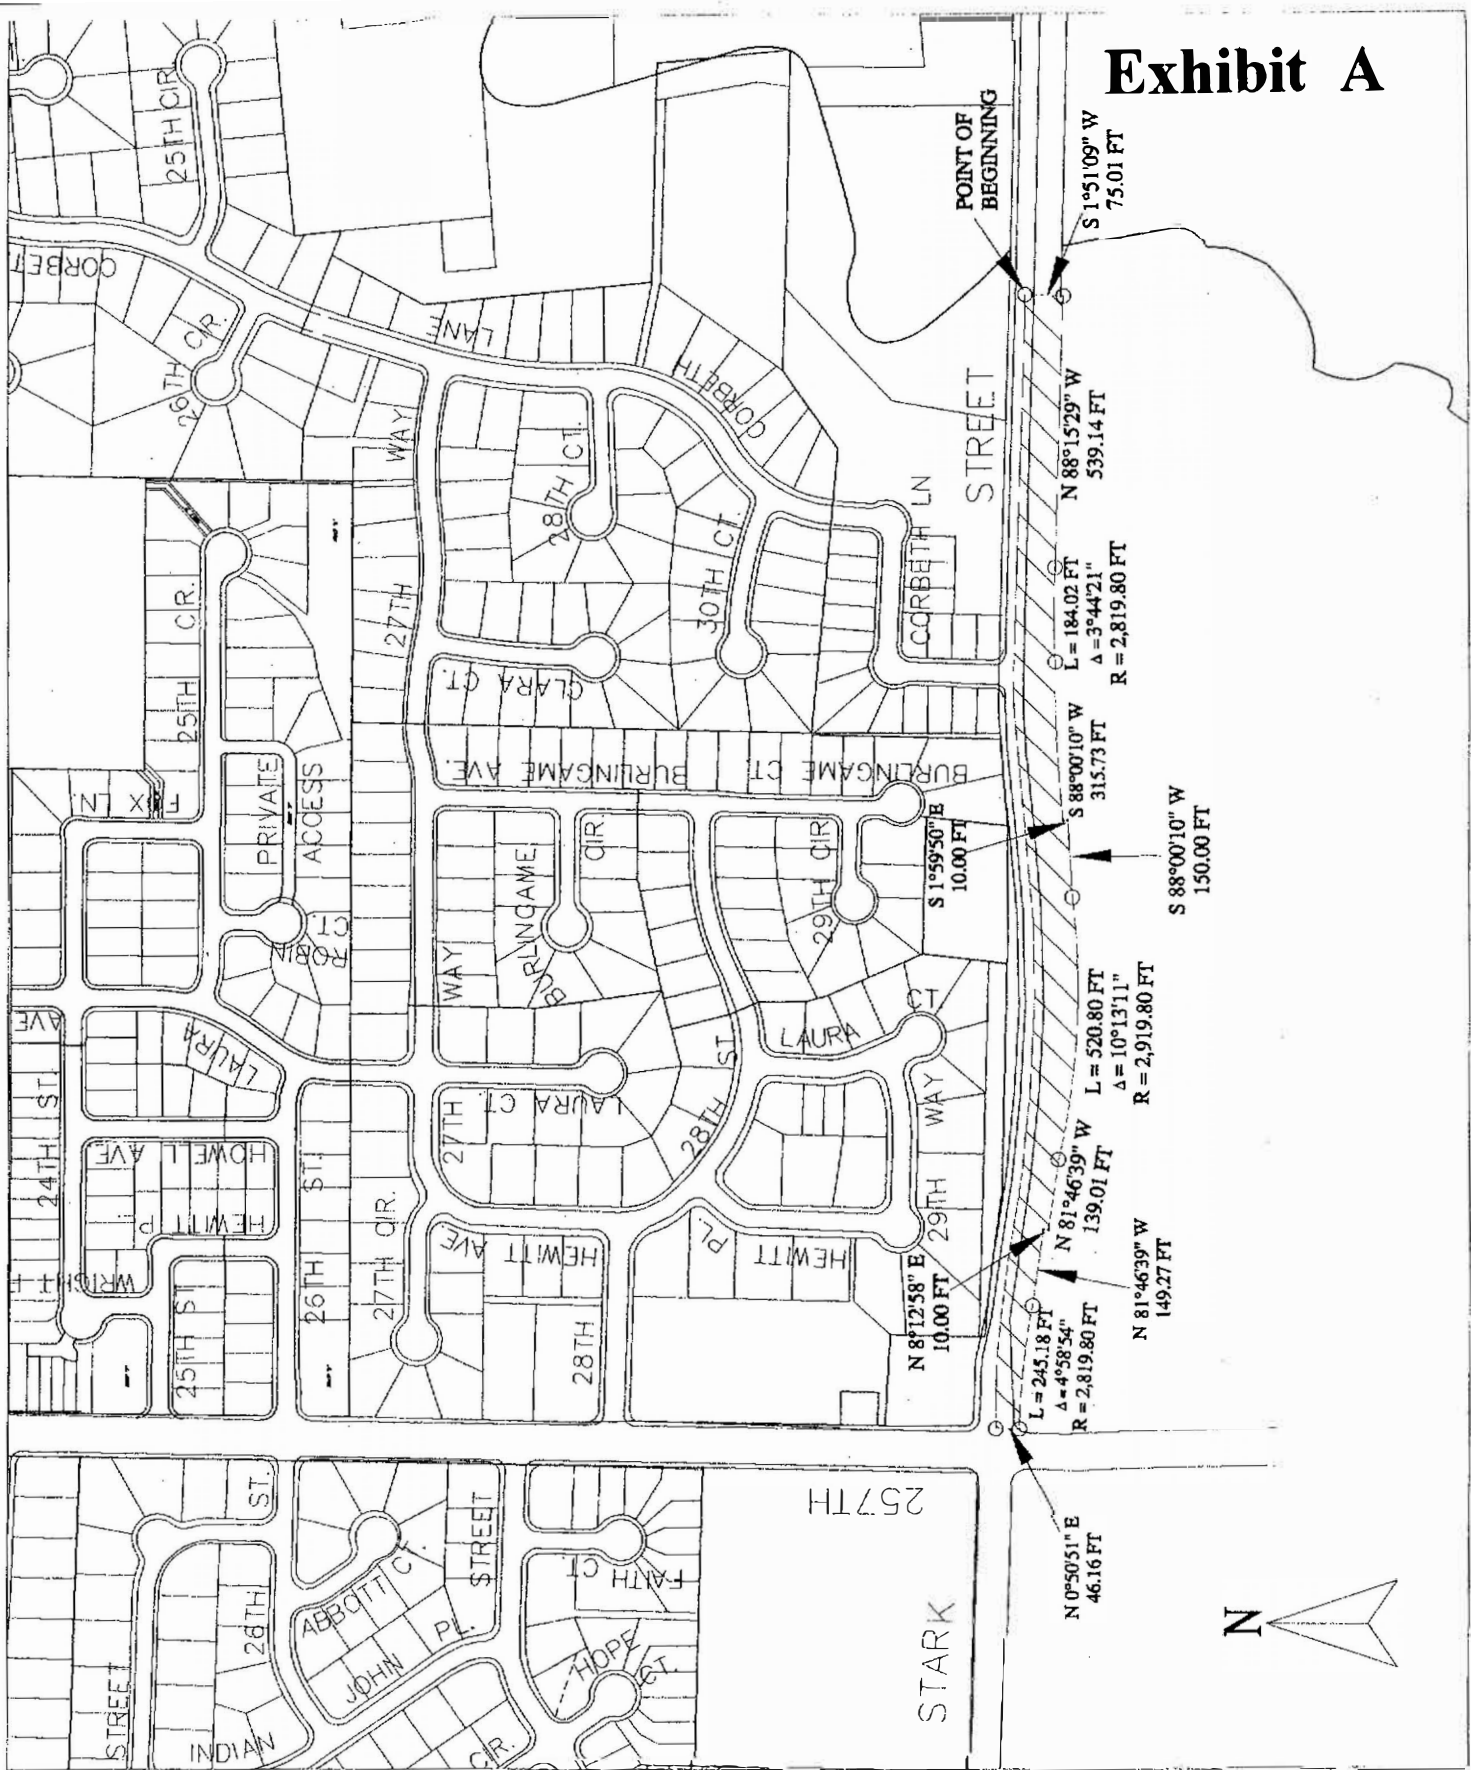 Exhibit A
POINT OF
BEGINNING
S 1°51'09" W
75.01 FT
N 88°15'29" W
539.14 FT
L = 184.02 FT
Δ = 3°44'21"
R = 2,819.80 FT
S 88°00'10" W
315.73 FT
S 1°59'50" E
10.00 FT
S 88°00'10" W
150.00 FT
L = 520.80 FT
Δ = 10°13'11"
R = 2,919.80 FT
N 81°46'39" W
139.01 FT
N 8°12'58" E
10.00 FT
N 81°46'39" W
149.27 FT
L = 245.18 FT
Δ = 4°58'54"
R = 2,819.80 FT
N 0°50'51" E
46.16 FT
N
STARK
STREET
257TH
25TH CIR
CORBET
26TH CIR.
LANE
CORBETH
CORBETH LN
27TH
WAY
28TH CT.
30TH CT.
CLARA CT.
25TH CIR.
FOX LN.
PRIVATE
ACCESS
ROBIN
CT.
BURLINGAME AVE.
BURLINGAME CT.
BURLINGAME
CIR.
29TH CIR
27TH
WAY
LAURA
AVE
LAURA CT.
LAURA
CT.
28TH
ST
29TH
WAY
24TH ST.
HOWELL AVE
HEWITT P
25TH ST
26TH
ST.
27TH CIR.
HEWITT AVE
HEWITT
PL
28TH
STREET
26TH
ST.
INDIAN
ABBOTT CT.
JOHN
PL.
STREET
FAITH CT.
HOPE
CT.
CIR.